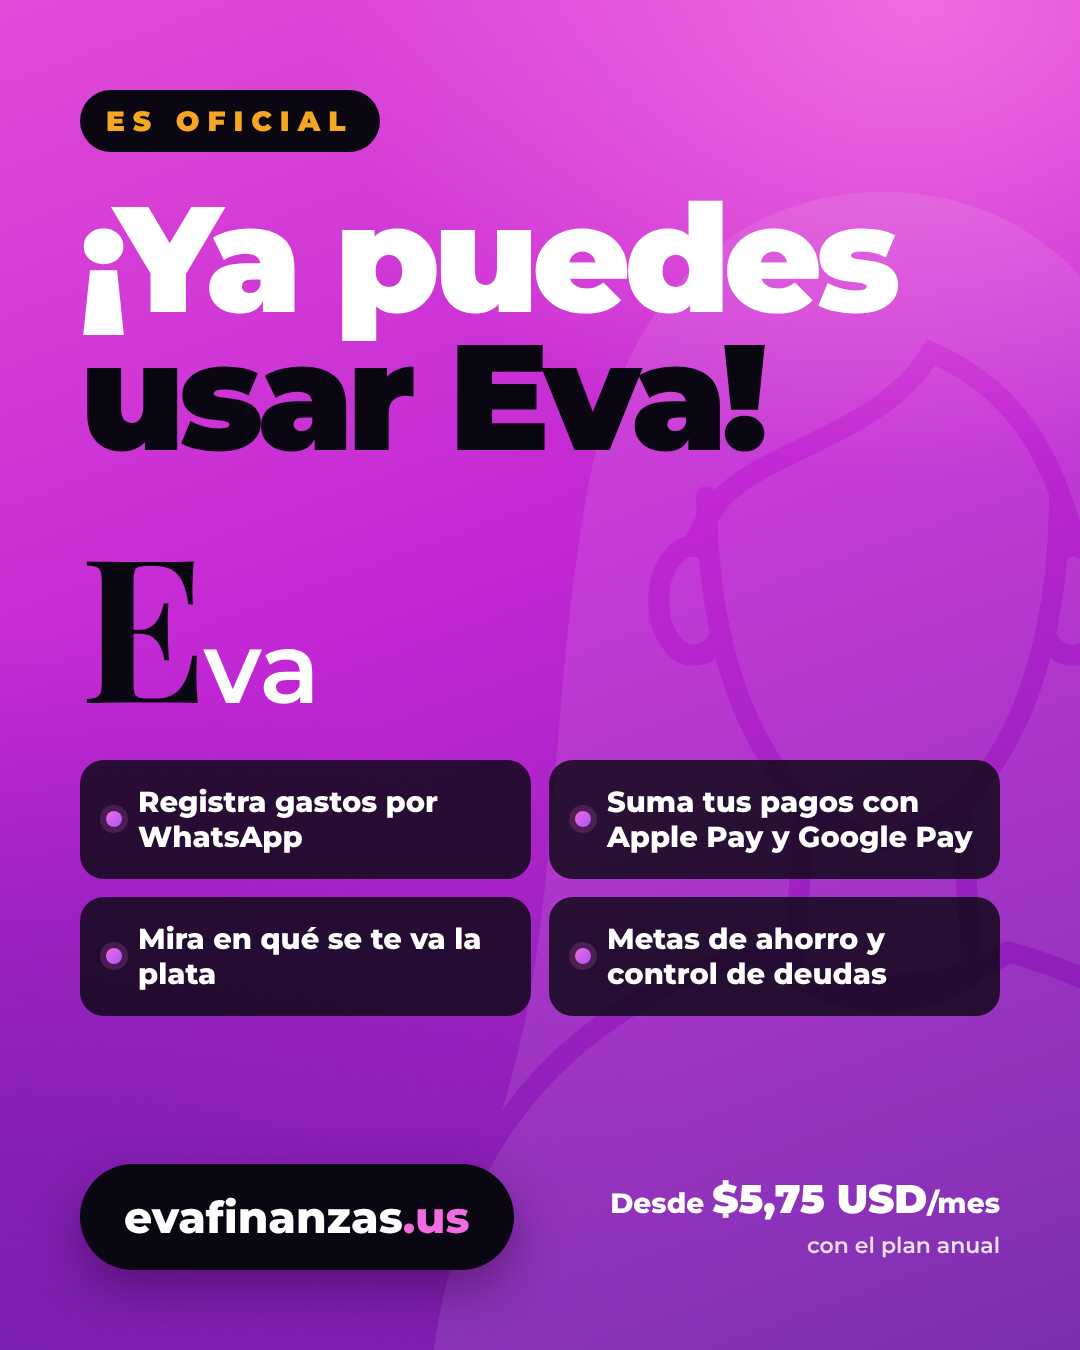 ES OFICIAL
¡Ya puedes
usar Eva!
Eva
Registra gastos por
WhatsApp
Suma tus pagos con
Apple Pay y Google Pay
Mira en qué se te va la
plata
Metas de ahorro y
control de deudas
evafinanzas.us
Desde $5,75 USD/mes
con el plan anual